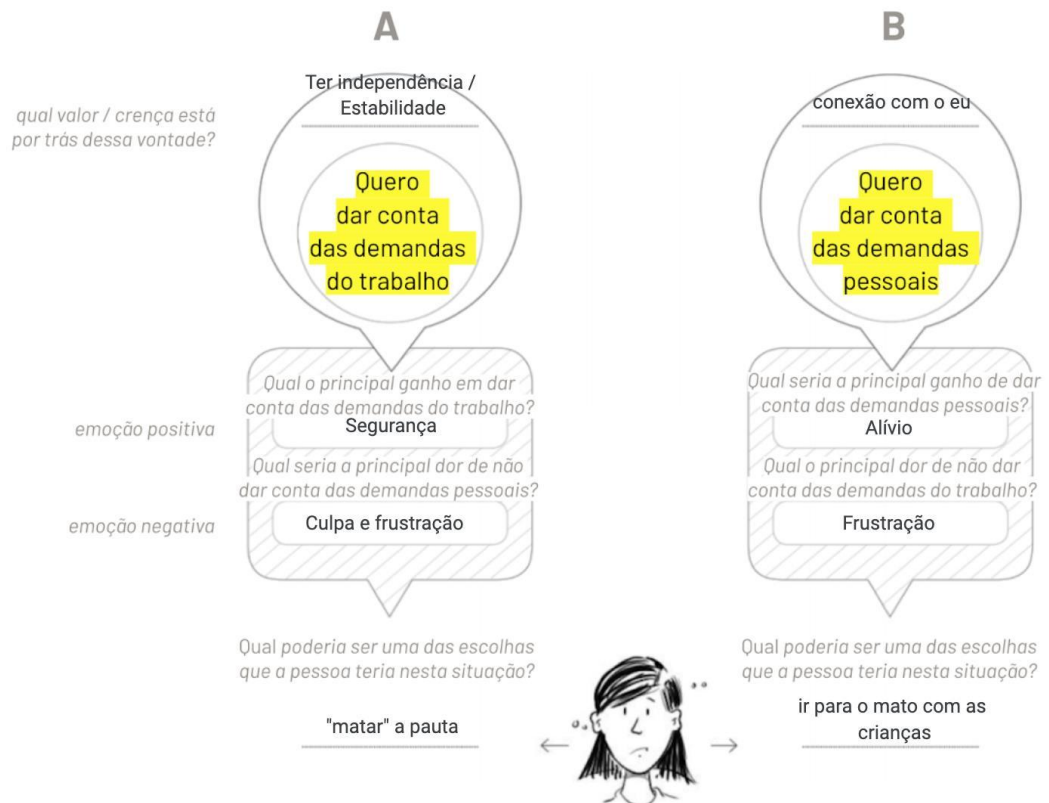 A
B
qual valor / crença está
por trás dessa vontade?
Ter independência /
Estabilidade
Quero
dar conta
das demandas
do trabalho
conexão com o eu
Quero
dar conta
das demandas
pessoais
Qual o principal ganho em dar
conta das demandas do trabalho?
emoção positiva
Segurança
Qual seria a principal dor de não
dar conta das demandas pessoais?
emoção negativa
Culpa e frustração
Qual seria a principal ganho de dar
conta das demandas pessoais?
Alívio
Qual o principal dor de não dar
conta das demandas do trabalho?
Frustração
Qual poderia ser uma das escolhas
que a pessoa teria nesta situação?
"matar" a pauta
Qual poderia ser uma das escolhas
que a pessoa teria nesta situação?
ir para o mato com as
crianças